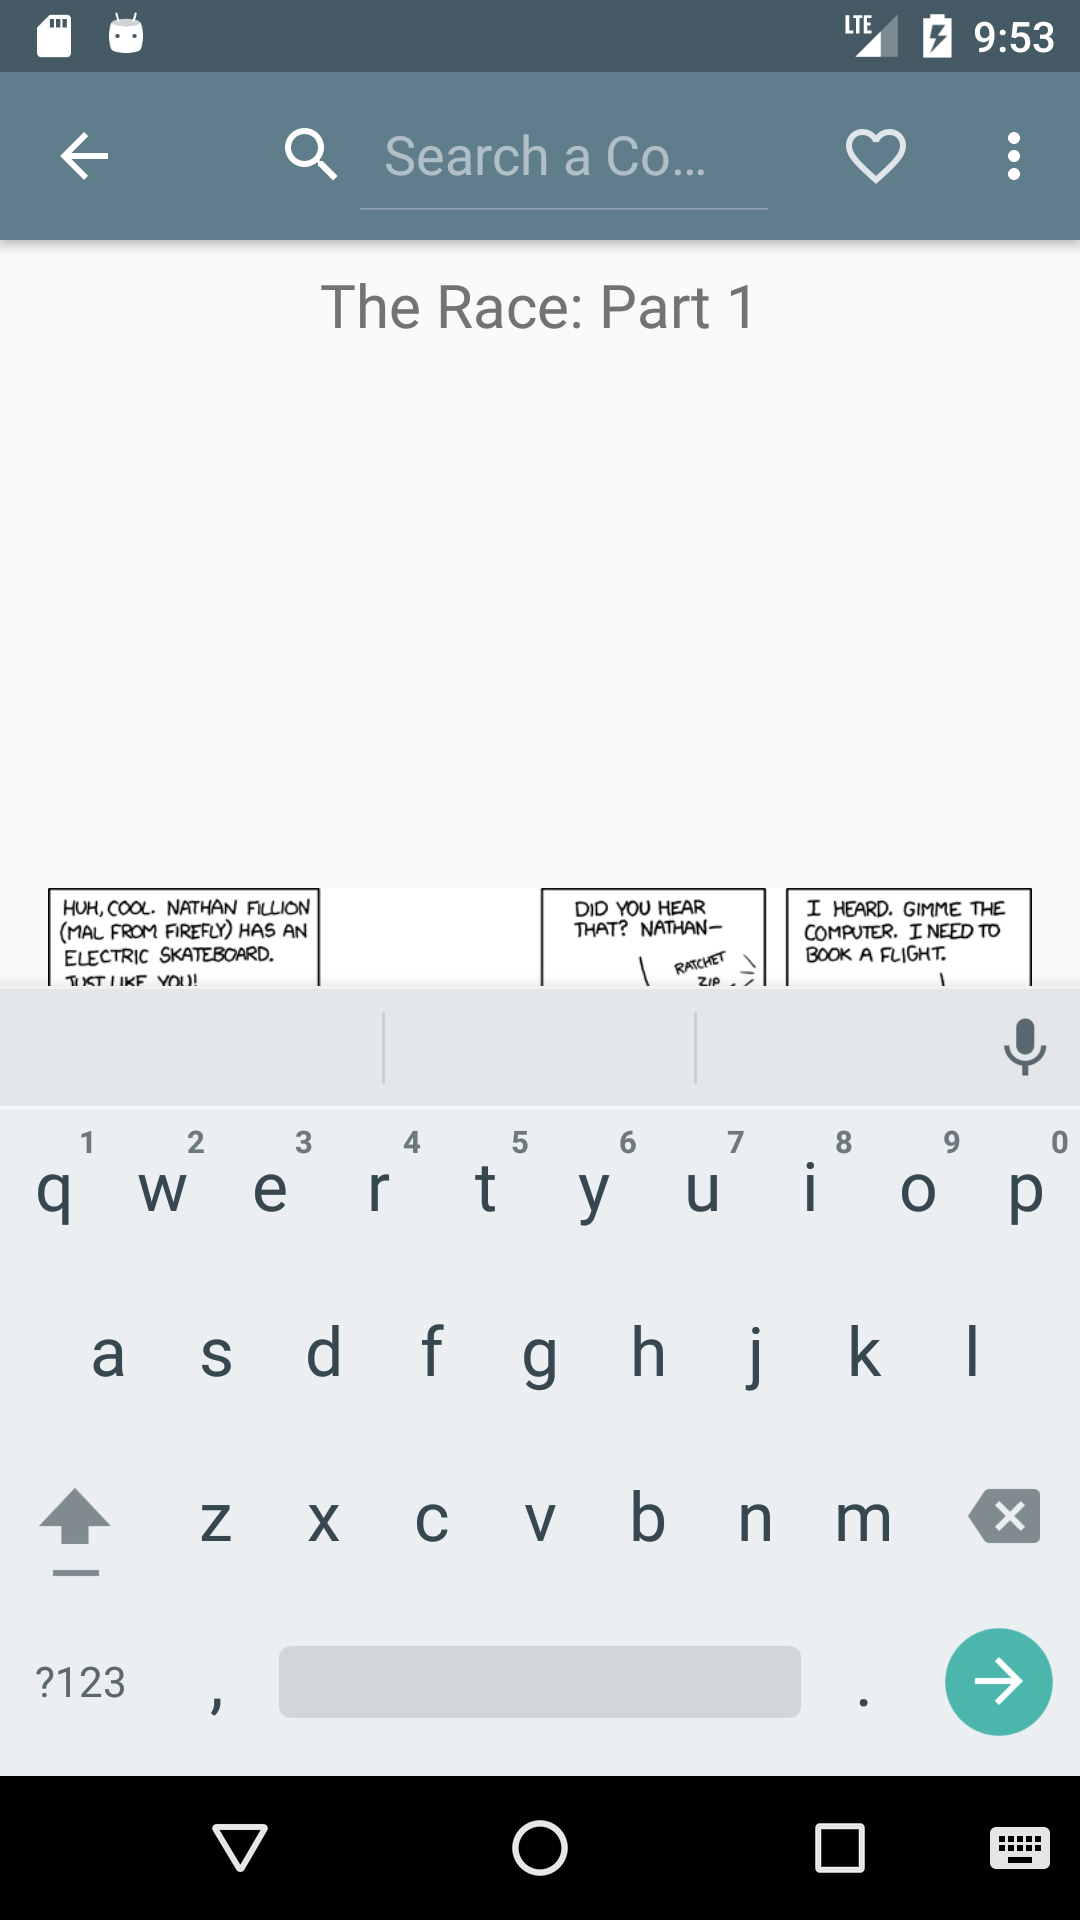 LTE 9:53
Search a Co...
The Race: Part 1
HUH, COOL. NATHAN FILLION
(MAL FROM FIREFLY) HAS AN
ELECTRIC SKATEBOARD.
JUST LIKE YOU!
DID YOU HEAR
THAT? NATHAN—
RATCHET
ZIP
I HEARD. GIMME THE
COMPUTER. I NEED TO
BOOK A FLIGHT.
1 2 3 4 5 6 7 8 9 0
q w e r t y u i o p
a s d f g h j k l
z x c v b n m
?123 , .